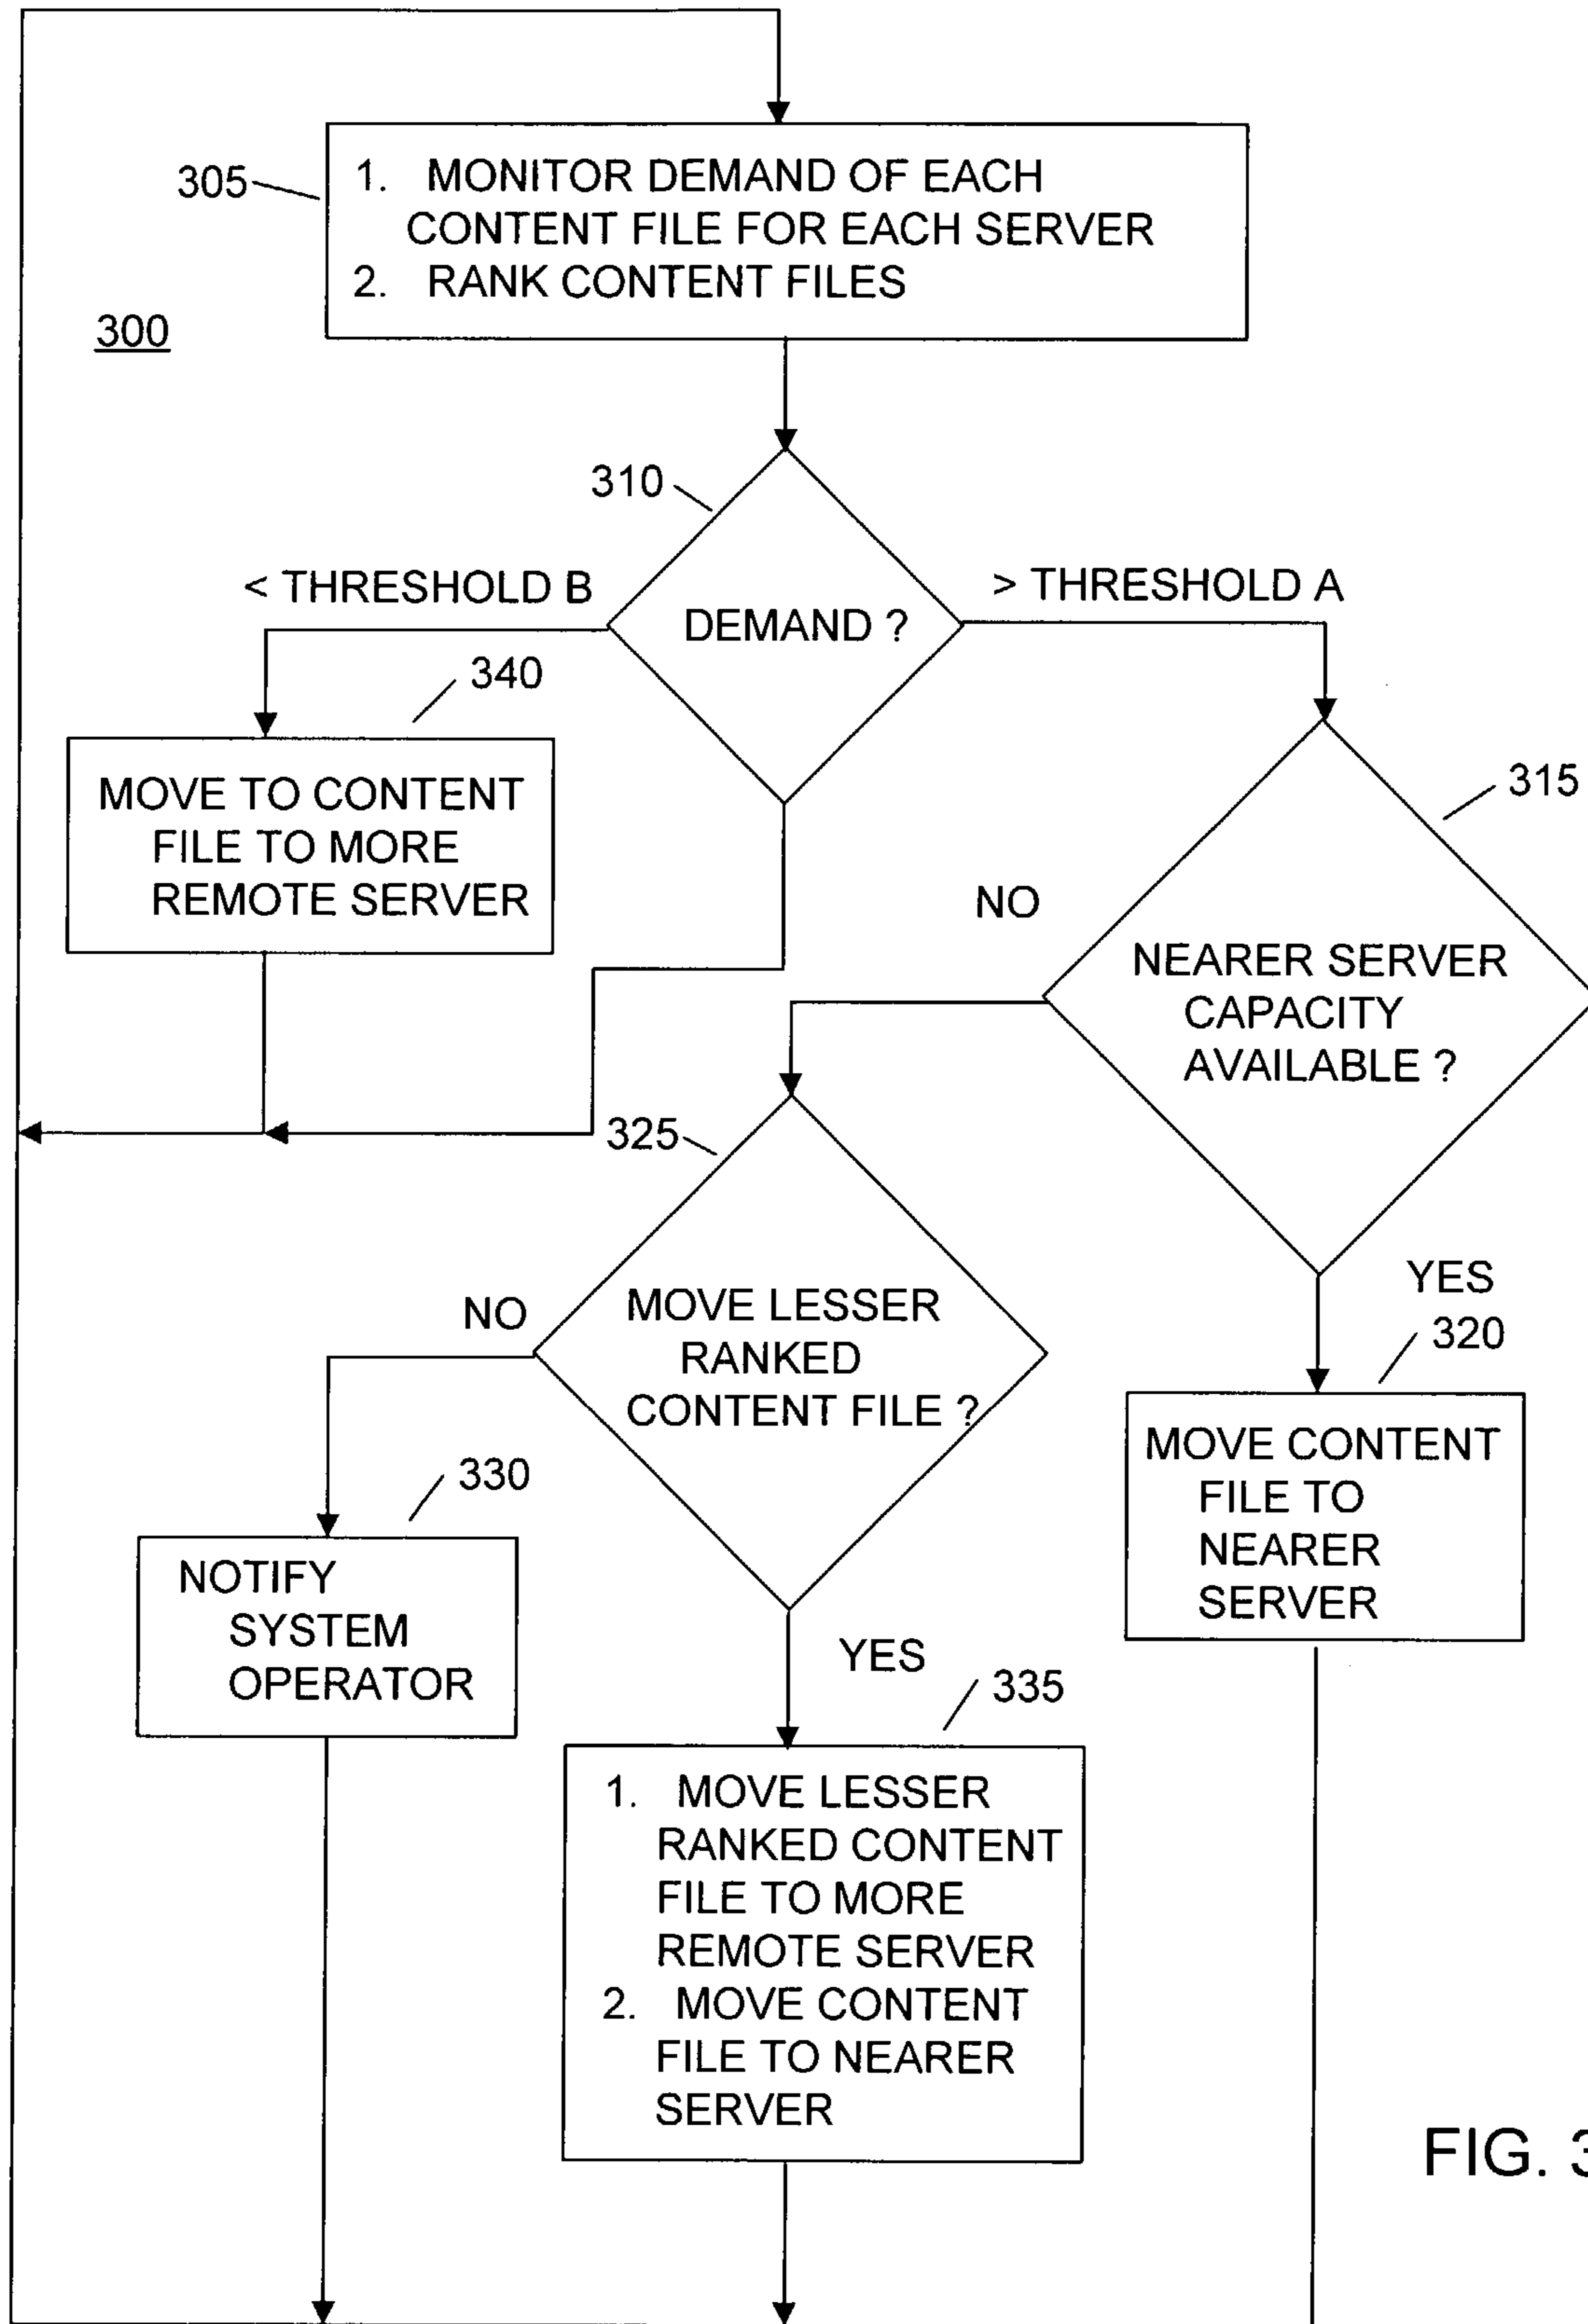 305
1. MONITOR DEMAND OF EACH
CONTENT FILE FOR EACH SERVER
2. RANK CONTENT FILES
300
310
< THRESHOLD B
> THRESHOLD A
DEMAND ?
340
MOVE TO CONTENT
FILE TO MORE
REMOTE SERVER
315
NO
NEARER SERVER
CAPACITY
AVAILABLE ?
325
YES
NO
MOVE LESSER
RANKED
CONTENT FILE ?
320
MOVE CONTENT
FILE TO
NEARER
SERVER
330
NOTIFY
SYSTEM
OPERATOR
YES
335
1. MOVE LESSER
RANKED CONTENT
FILE TO MORE
REMOTE SERVER
2. MOVE CONTENT
FILE TO NEARER
SERVER
FIG. 3